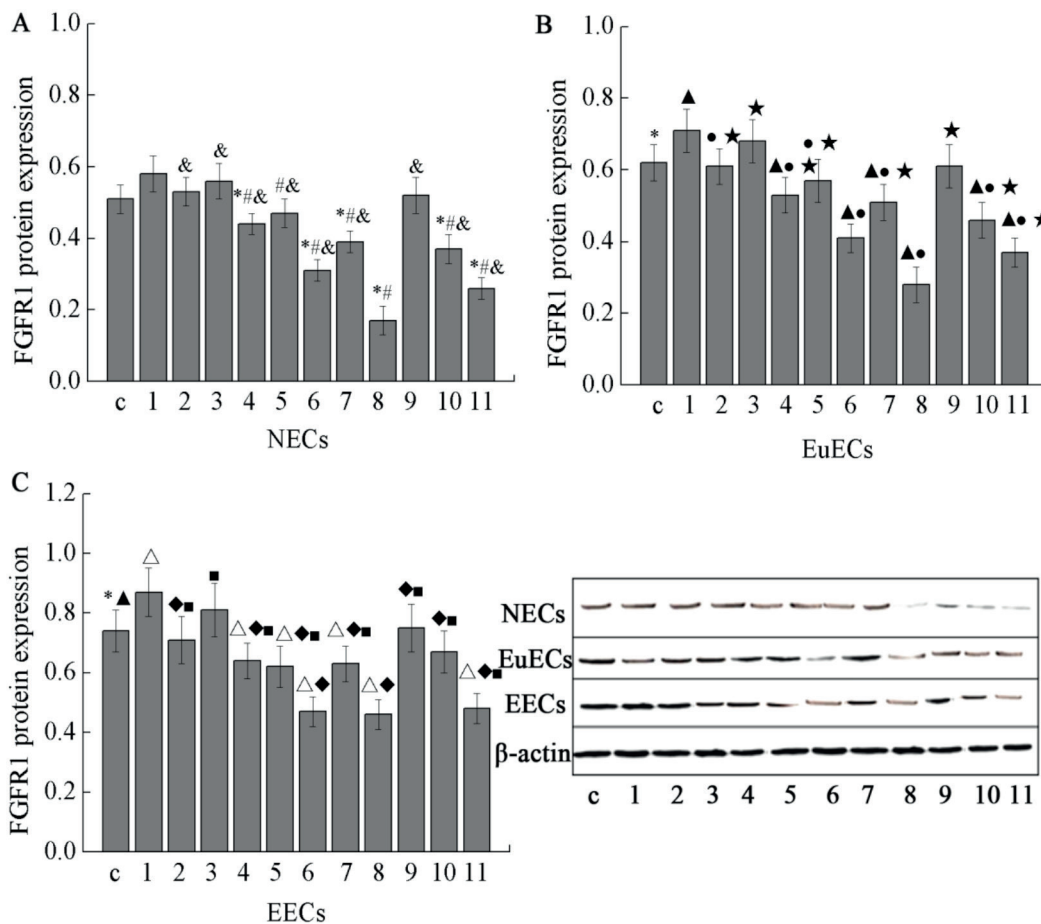 A
1.0
0.8
0.6
0.4
0.2
0.0
FGFR1 protein expression
& & *#& #& *#& *#& *# & *#& *#&
c 1 2 3 4 5 6 7 8 9 10 11
NECs
B
1.0
0.8
0.6
0.4
0.2
0.0
FGFR1 protein expression
* ▲ ●★ ★ ▲●★ ●★ ▲● ▲●★ ▲● ★ ▲●★ ▲●★
c 1 2 3 4 5 6 7 8 9 10 11
EuECs
C
1.2
1.0
0.8
0.6
0.4
0.2
0.0
FGFR1 protein expression
*▲ △ ◆■ ■ △◆■ △◆■ △◆ △◆■ △◆ ◆■ ◆■ △◆■
c 1 2 3 4 5 6 7 8 9 10 11
EECs
NECs
EuECs
EECs
β-actin
c 1 2 3 4 5 6 7 8 9 10 11